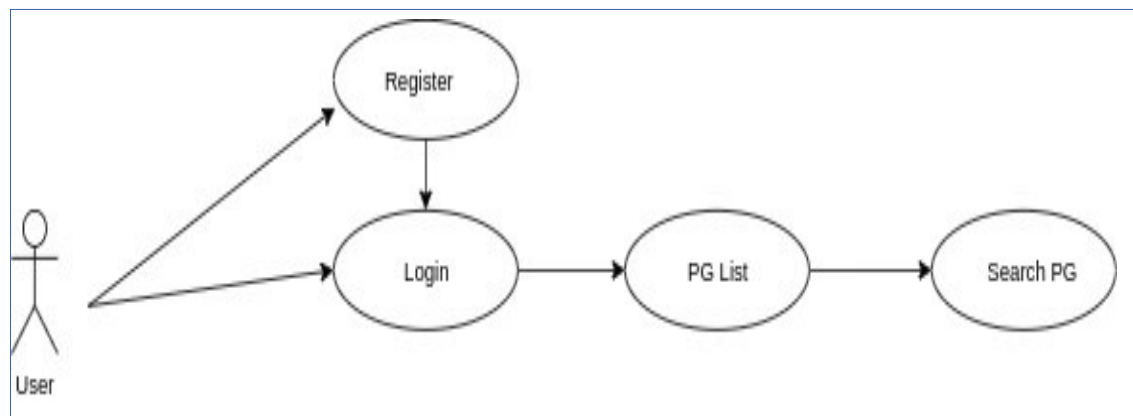 Register
Login
PG List
Search PG
User